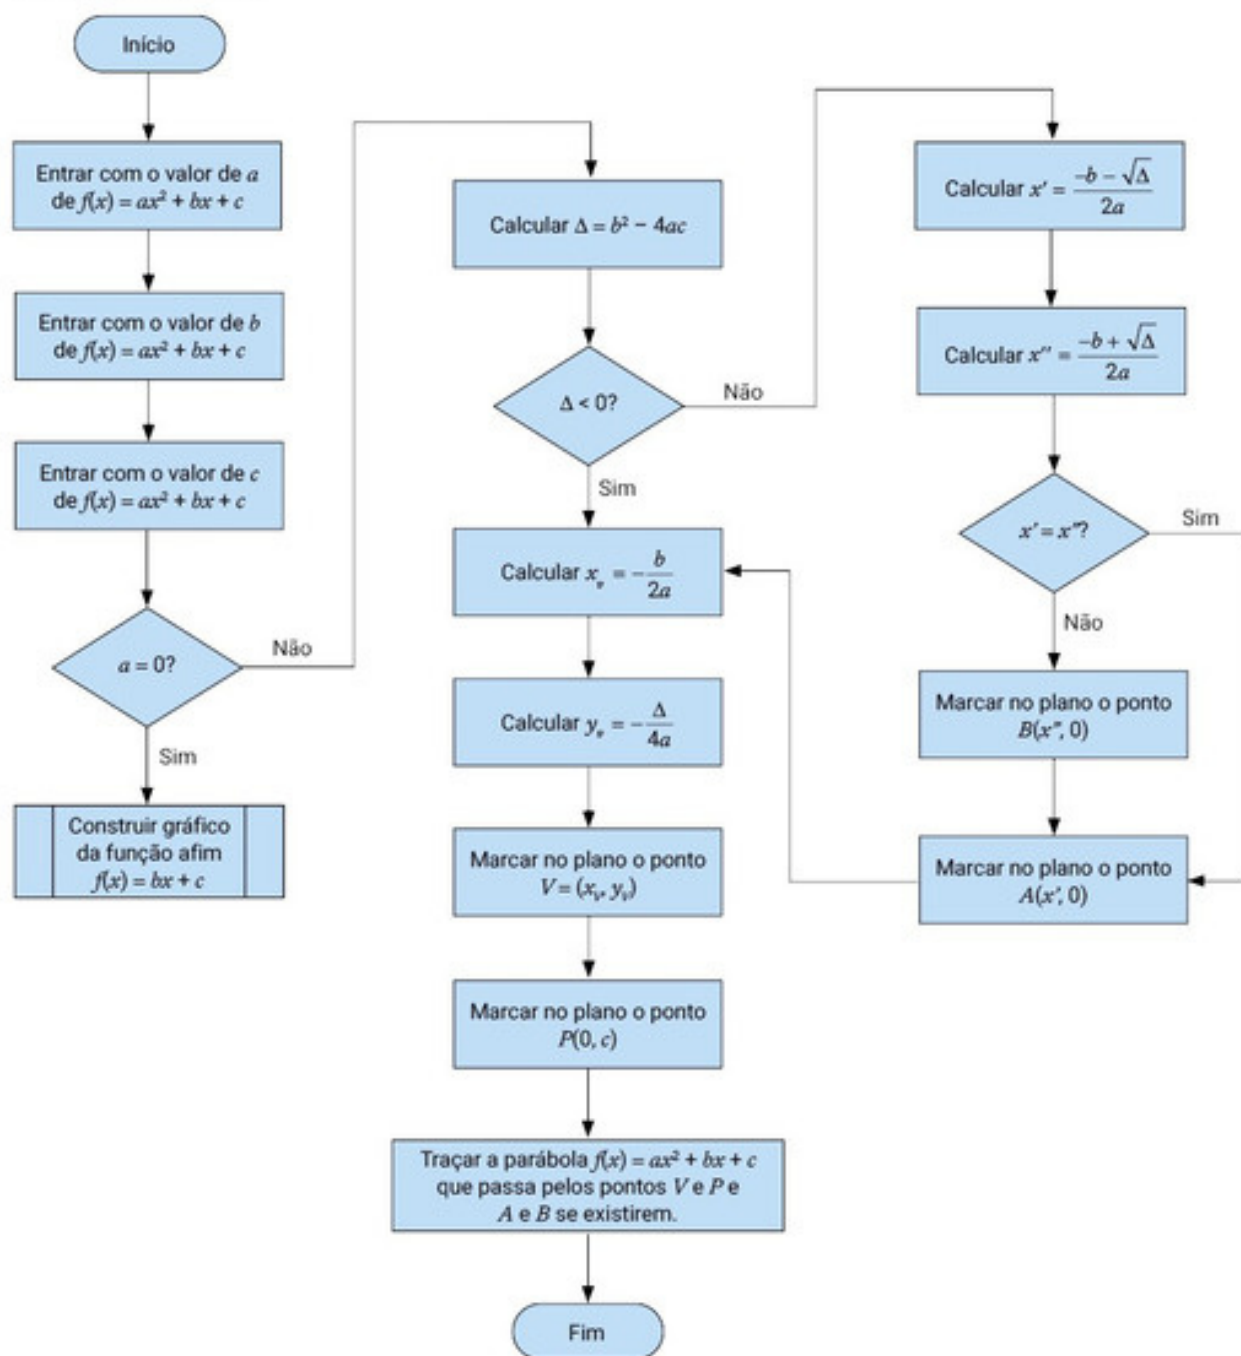 Início
Entrar com o valor de a
de f(x) = ax² + bx + c
Entrar com o valor de b
de f(x) = ax² + bx + c
Entrar com o valor de c
de f(x) = ax² + bx + c
a = 0?
Não
Sim
Construir gráfico
da função afim
f(x) = bx + c
Calcular Δ = b² − 4ac
Δ < 0?
Não
Sim
Calcular xᵥ = −b/2a
Calcular yᵥ = −Δ/4a
Marcar no plano o ponto
V = (xᵥ, yᵥ)
Marcar no plano o ponto
P(0, c)
Traçar a parábola f(x) = ax² + bx + c
que passa pelos pontos V e P e
A e B se existirem.
Fim
Calcular x' = (−b − √Δ)/2a
Calcular x'' = (−b + √Δ)/2a
x' = x''?
Sim
Não
Marcar no plano o ponto
B(x'', 0)
Marcar no plano o ponto
A(x', 0)